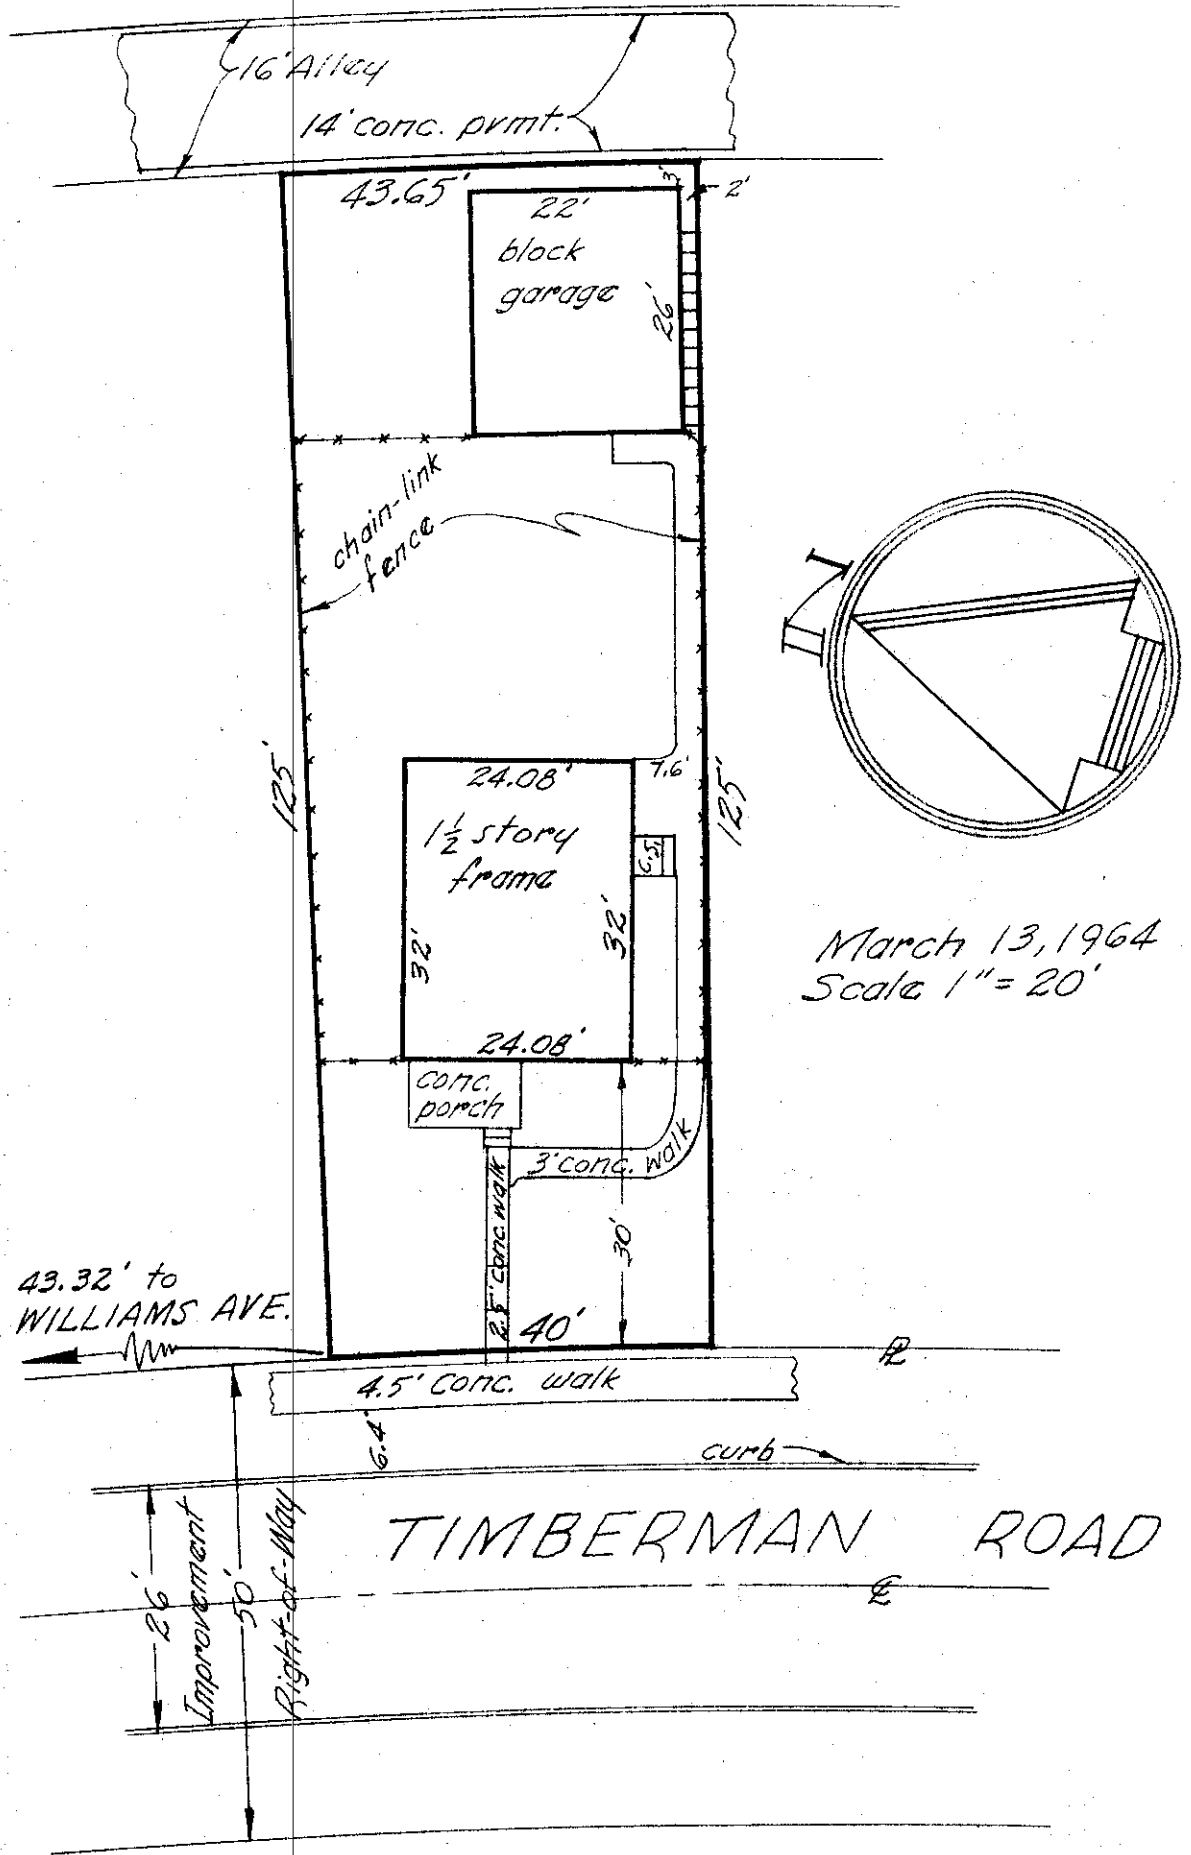 16' Alley
14' conc. pvmt.
43.65'
3'
2'
22'
block
garage
26'
chain-link
fence
125'
125'
24.08'
7.6'
1½ story
frame
C.S.
32'
32'
24.08'
conc.
porch
3' conc. walk
2.5' conc. walk
30'
40'
March 13, 1964
Scale 1" = 20'
43.32' to
WILLIAMS AVE.
PL
4.5' conc. walk
6.4'
curb
TIMBERMAN ROAD
CL
26'
Improvement
50'
Right-of-Way